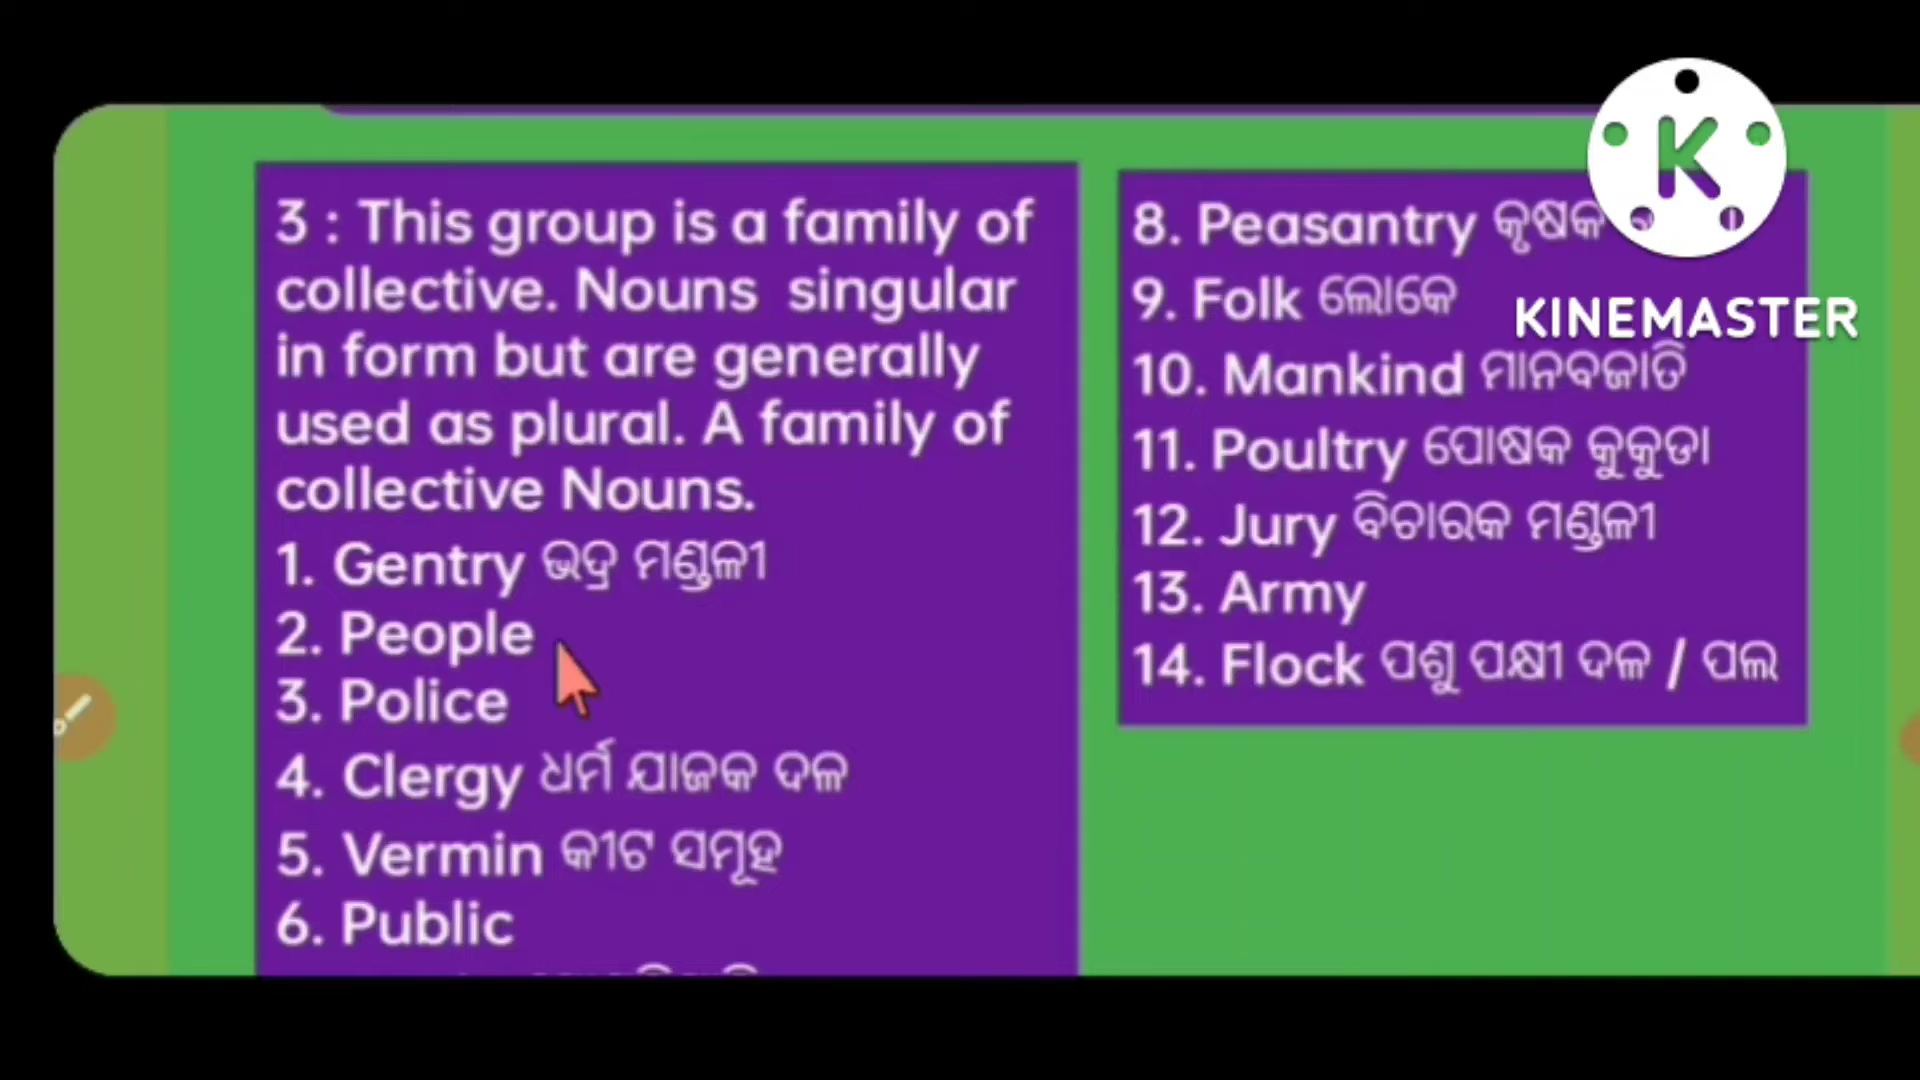 3 : This group is a family of
collective. Nouns singular
in form but are generally
used as plural. A family of
collective Nouns.
1. Gentry ଭଦ୍ର ମଣ୍ଡଳୀ
2. People
3. Police
4. Clergy ଧର୍ମ ଯାଜକ ଦଳ
5. Vermin କୀଟ ସମୂହ
6. Public
8. Peasantry କୃଷକ
9. Folk ଲୋକେ
10. Mankind ମାନବଜାତି
11. Poultry ପୋଷକ କୁକୁଡା
12. Jury ବିଚାରକ ମଣ୍ଡଳୀ
13. Army
14. Flock ପଶୁ ପକ୍ଷୀ ଦଳ / ପଲ
K
KINEMASTER